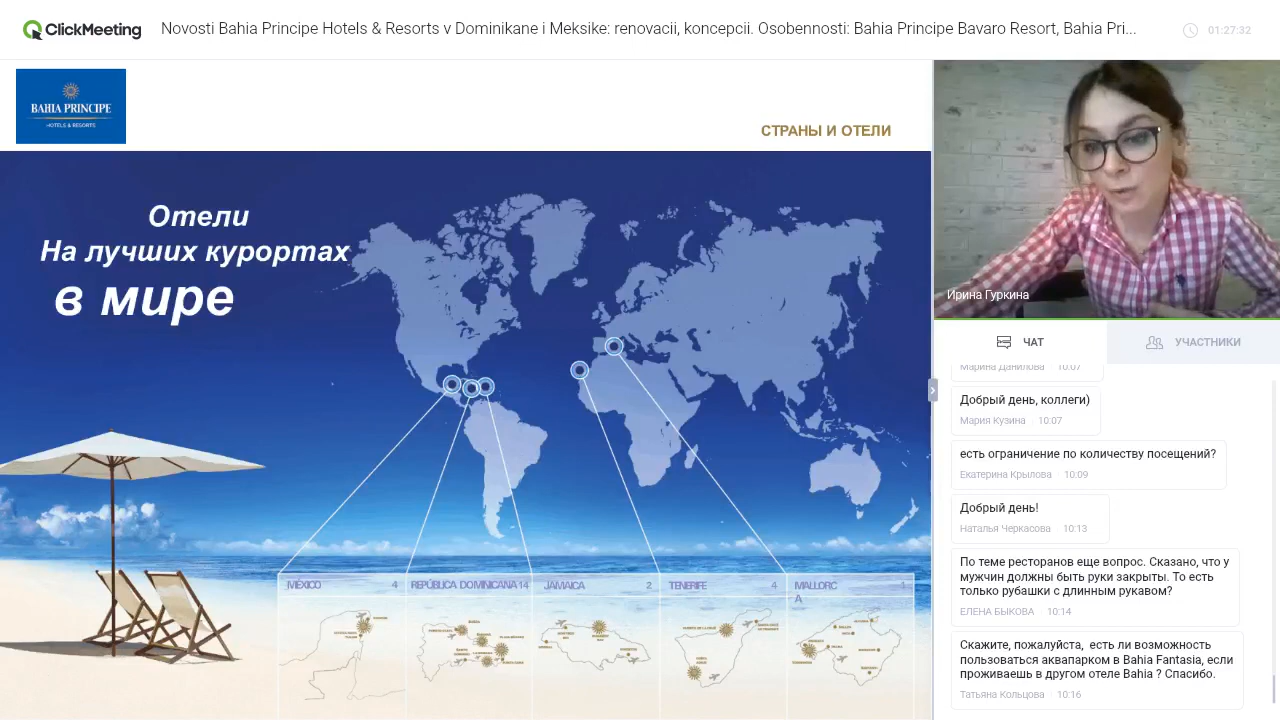 ClickMeeting
Novosti Bahia Principe Hotels & Resorts v Dominikane i Meksike: renovacii, koncepcii. Osobennosti: Bahia Principe Bavaro Resort, Bahia Pri...
01:27:32
BAHIA PRINCIPE
HOTELS & RESORTS
СТРАНЫ И ОТЕЛИ
Отели
На лучших курортах
в мире
MÉXICO 4
REPÚBLICA DOMINICANA 14
JAMAICA 2
TENERIFE 4
MALLORC
A 1
Ирина Гуркина
ЧАТ
УЧАСТНИКИ
Марина Данилова · 10:07
Добрый день, коллеги)
Мария Кузина · 10:07
есть ограничение по количеству посещений?
Екатерина Крылова · 10:09
Добрый день!
Наталья Черкасова · 10:13
По теме ресторанов еще вопрос. Сказано, что у
мужчин должны быть руки закрыты. То есть
только рубашки с длинным рукавом?
ЕЛЕНА БЫКОВА · 10:14
Скажите, пожалуйста, есть ли возможность
пользоваться аквапарком в Bahia Fantasia, если
проживаешь в другом отеле Bahia ? Спасибо.
Татьяна Кольцова · 10:16